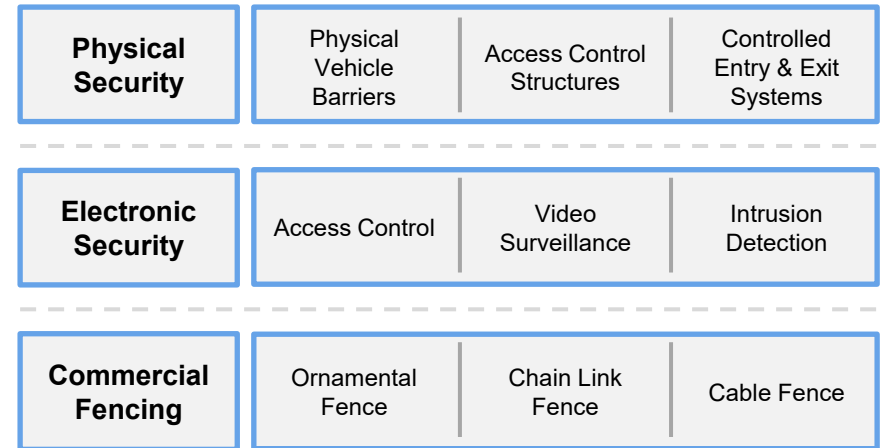 Physical
Security
Physical
Vehicle
Barriers
Access Control
Structures
Controlled
Entry & Exit
Systems
Electronic
Security
Access Control
Video
Surveillance
Intrusion
Detection
Commercial
Fencing
Ornamental
Fence
Chain Link
Fence
Cable Fence